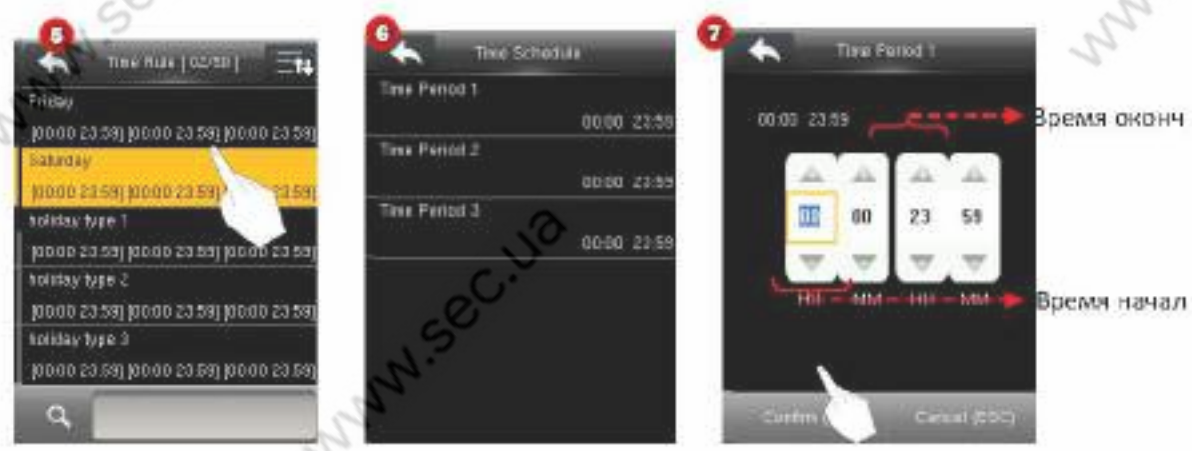 5
Time Rule [ 02/50 ]
Friday
[00:00 23:59] [00:00 23:59] [00:00 23:59]
Saturday
[00:00 23:59] [00:00 23:59] 23:59]
holiday type 1
[00:00 23:59] [00:00 23:59] [00:00 23:59]
holiday type 2
[00:00 23:59] [00:00 23:59] [00:00 23:59]
holiday type 3
[00:00 23:59] [00:00 23:59] [00:00 23:59]
6
Time Schedule
Time Period 1
00:00 23:59
Time Period 2
00:00 23:59
Time Period 3
00:00 23:59
7
Time Period 1
00:00 23:59
Время оконч
00 00 23 59
HH MM HH MM
Время начал
Confirm (
Cancel (ESC)
www.sec.ua